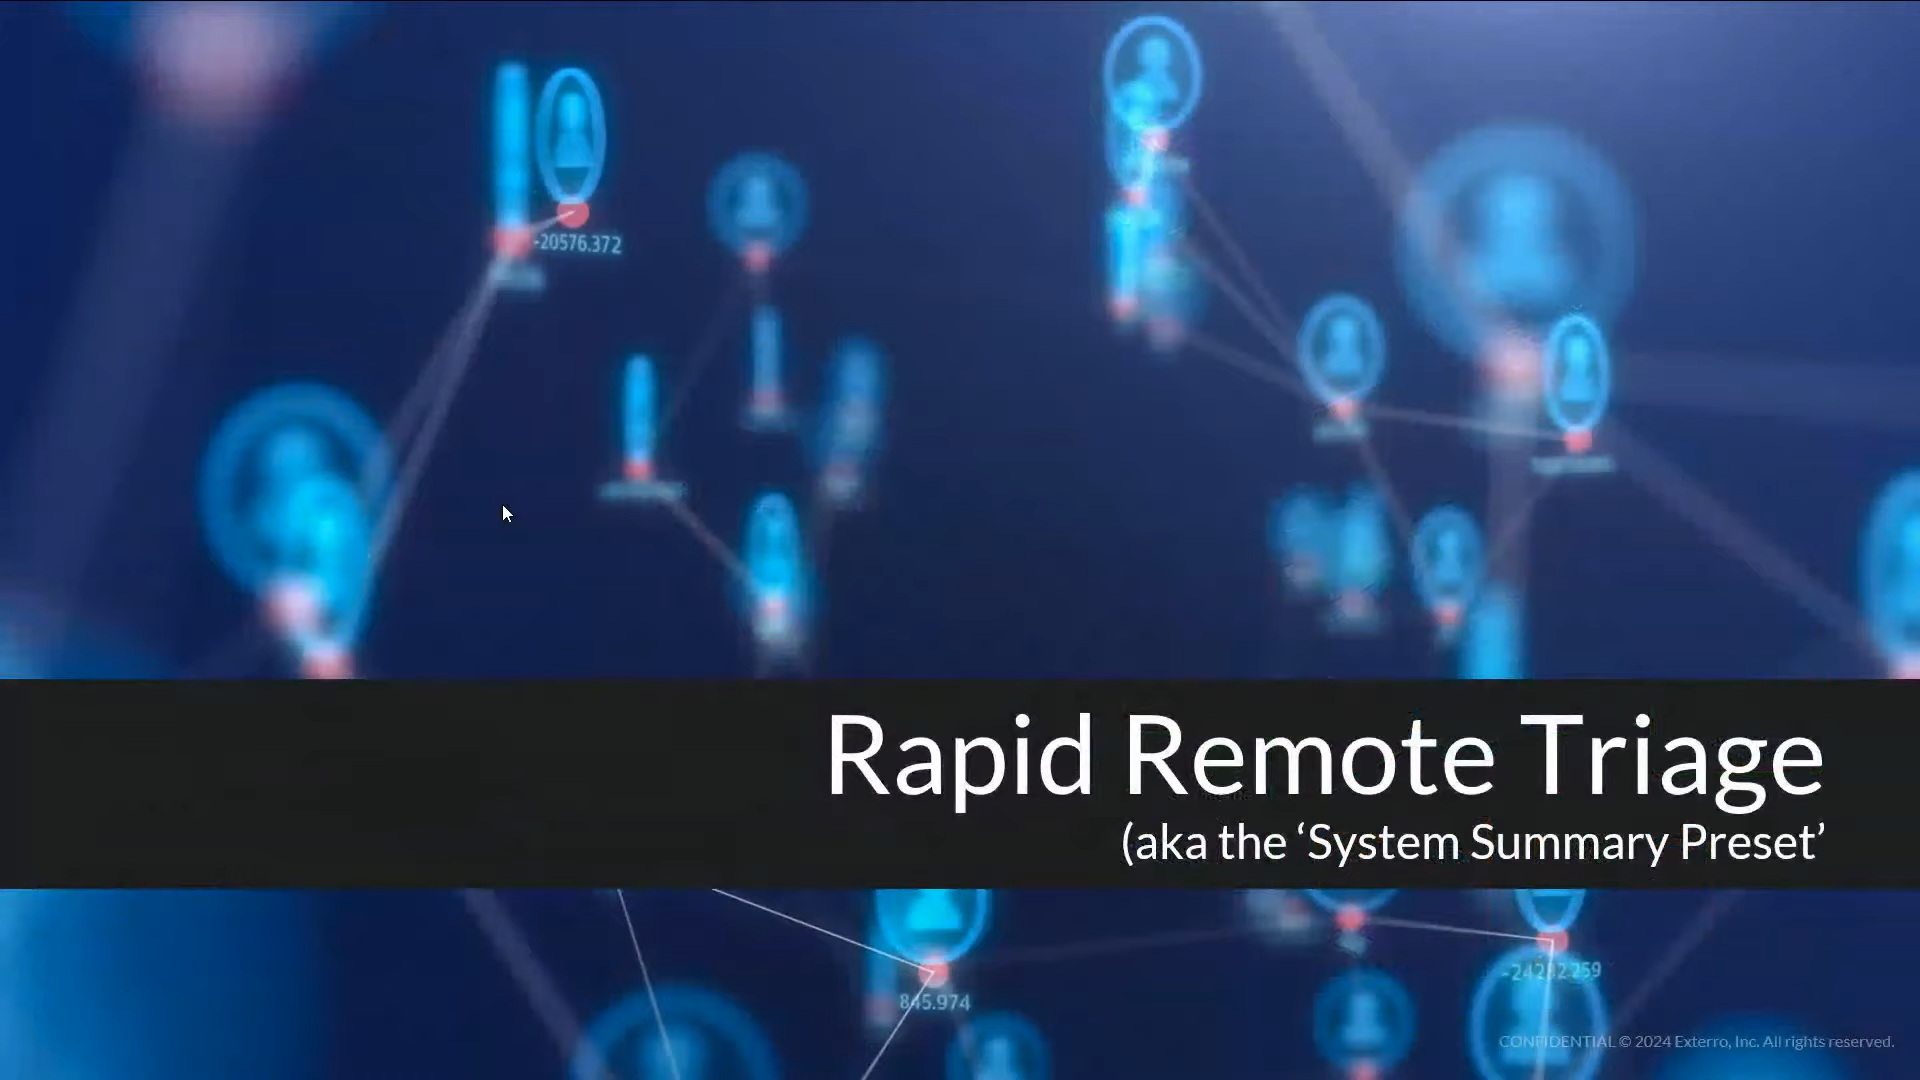 -20576.372
Rapid Remote Triage
(aka the ‘System Summary Preset’
845.974
CONFIDENTIAL © 2024 Exterro, Inc. All rights reserved.